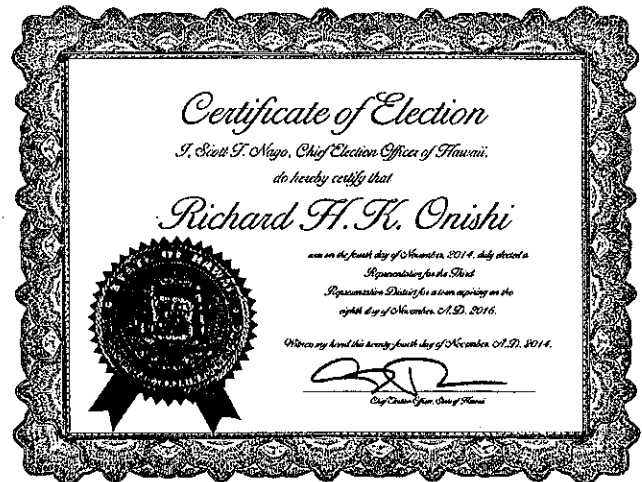 Certificate of Election
I, Scott T. Nago, Chief Election Officer of Hawaii,
do hereby certify that
Richard H.K. Onishi
was on the fourth day of November, 2014, duly elected a
Representative for the Third
Representative District for a term expiring on the
eighth day of November, A.D. 2016.
Witness my hand this twenty-fourth day of November, A.D. 2014.
Chief Election Officer, State of Hawaii